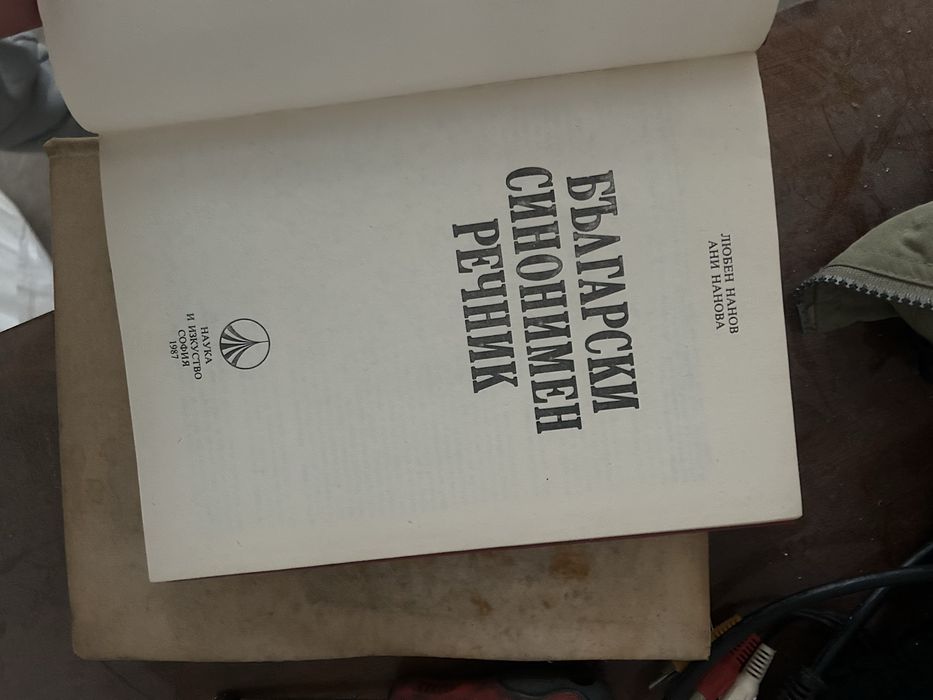 ЛЮБЕН НАНОВ
АНИ НАНОВА
БЪЛГАРСКИ
СИНОНИМЕН
РЕЧНИК
НАУКА
И ИЗКУСТВО
СОФИЯ
1987